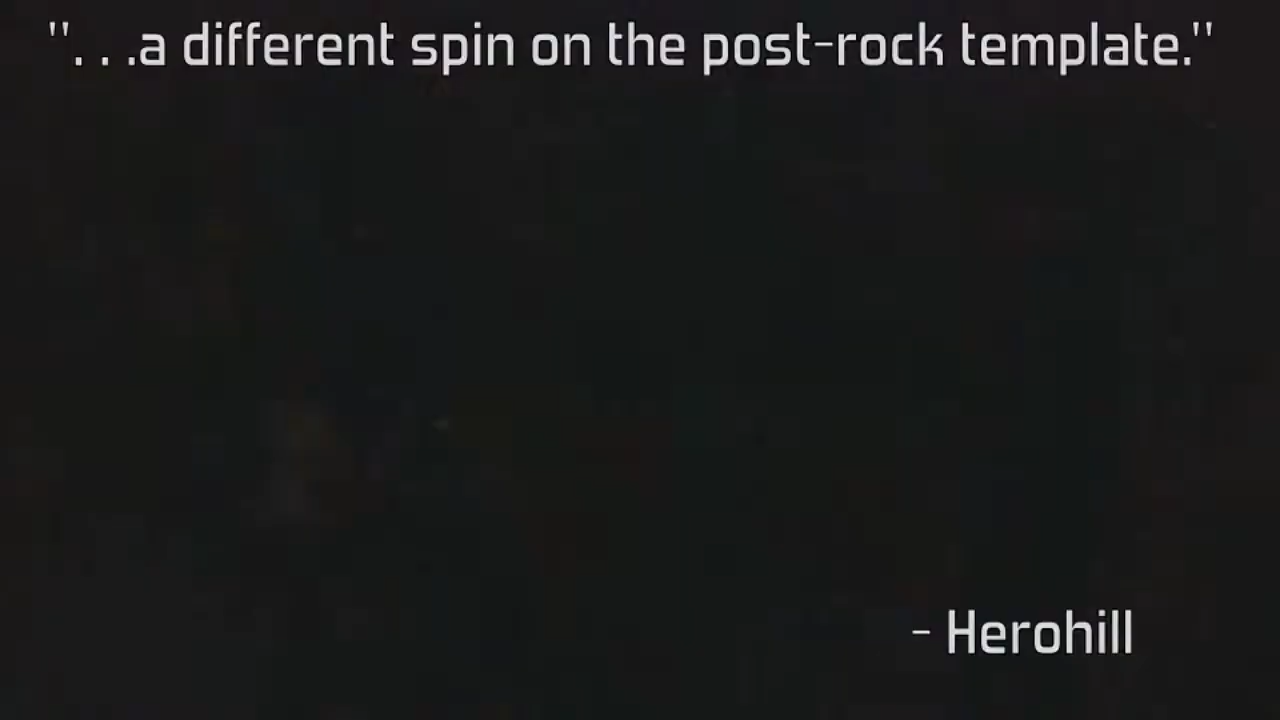 ". . .a different spin on the post-rock template."
- Herohill